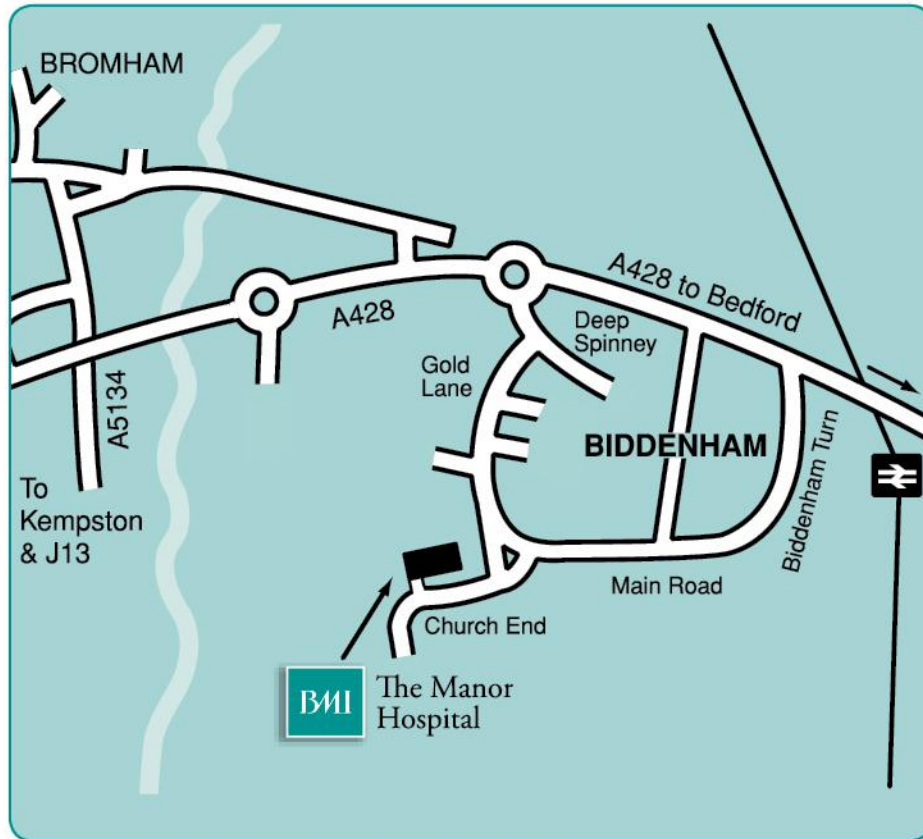 BROMHAM
A428 to Bedford
A428
Deep
Spinney
Gold
Lane
A5134
BIDDENHAM
Biddenham Turn
To
Kempston
& J13
Main Road
Church End
BMI
The Manor
Hospital